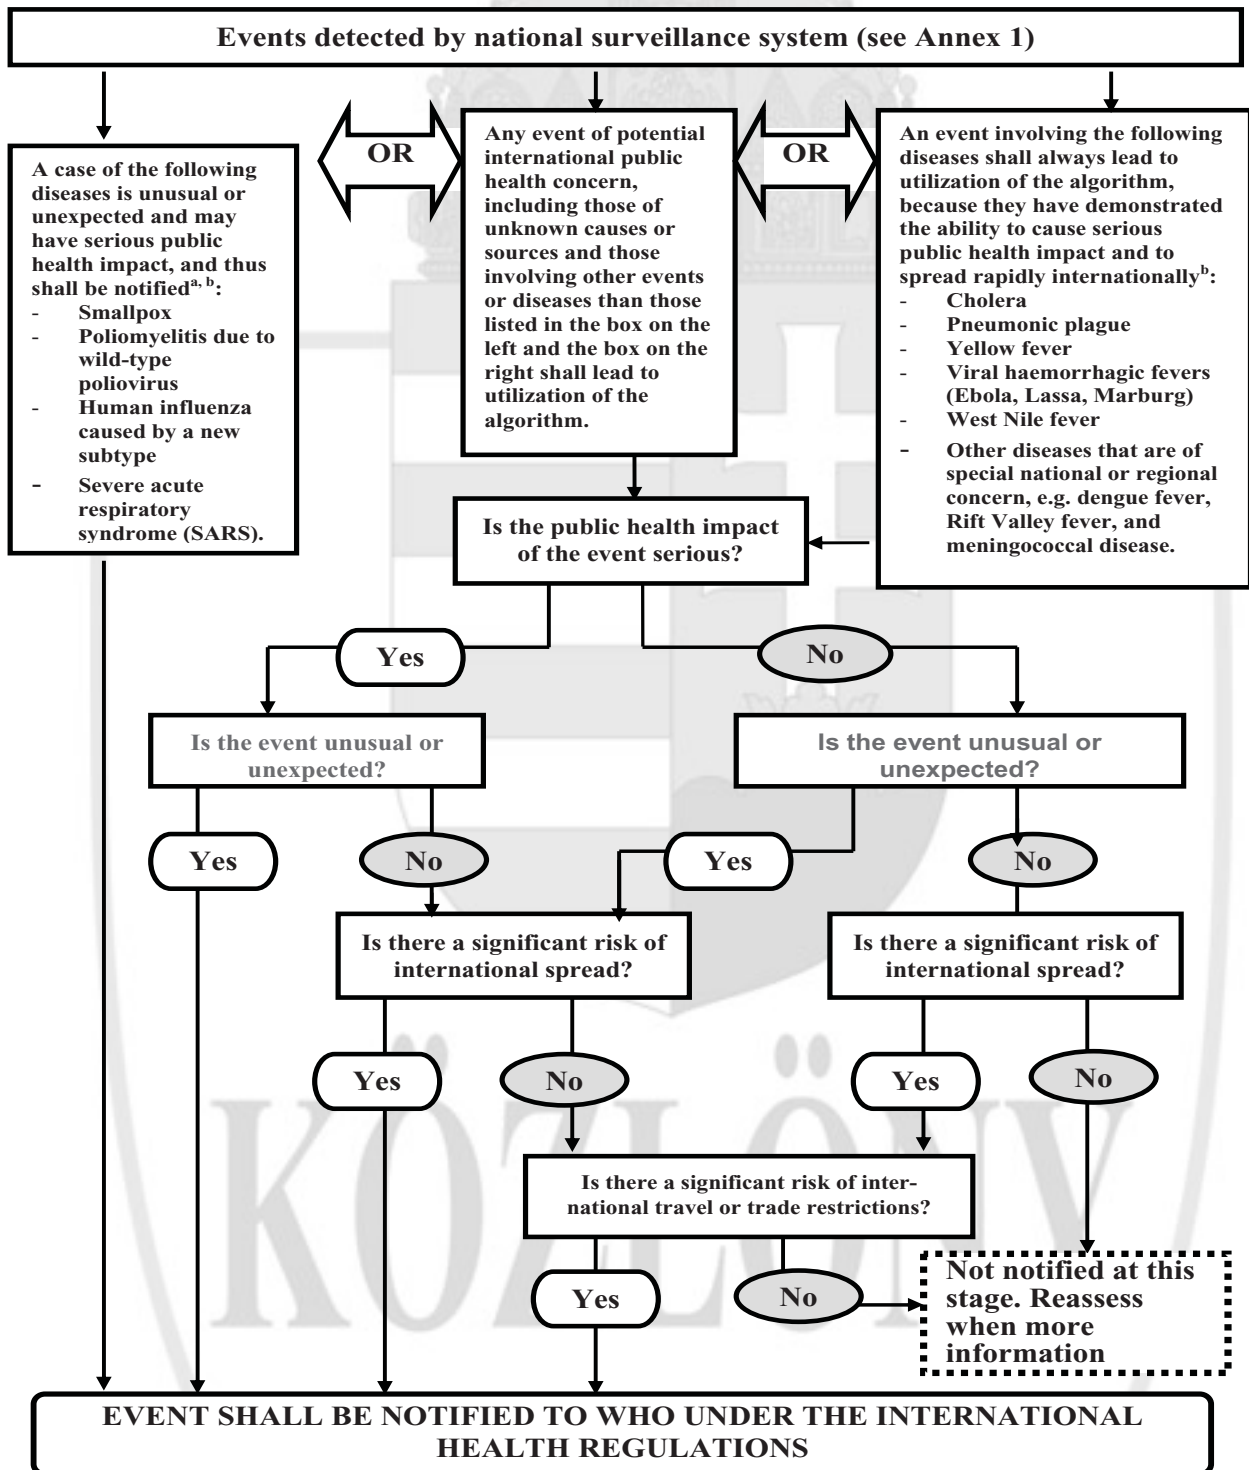 Events detected by national surveillance system (see Annex 1)
A case of the following
diseases is unusual or
unexpected and may
have serious public
health impact, and thus
shall be notifiedᵃ, ᵇ:
- Smallpox
- Poliomyelitis due to
wild-type
poliovirus
- Human influenza
caused by a new
subtype
- Severe acute
respiratory
syndrome (SARS).
OR
Any event of potential
international public
health concern,
including those of
unknown causes or
sources and those
involving other events
or diseases than those
listed in the box on the
left and the box on the
right shall lead to
utilization of the
algorithm.
OR
An event involving the following
diseases shall always lead to
utilization of the algorithm,
because they have demonstrated
the ability to cause serious
public health impact and to
spread rapidly internationallyᵇ:
- Cholera
- Pneumonic plague
- Yellow fever
- Viral haemorrhagic fevers
(Ebola, Lassa, Marburg)
- West Nile fever
- Other diseases that are of
special national or regional
concern, e.g. dengue fever,
Rift Valley fever, and
meningococcal disease.
Is the public health impact
of the event serious?
Yes
No
Is the event unusual or
unexpected?
Is the event unusual or
unexpected?
Yes
No
Yes
No
Is there a significant risk of
international spread?
Is there a significant risk of
international spread?
Yes
No
Yes
No
KÖZLÖNY
Is there a significant risk of inter-
national travel or trade restrictions?
Yes
No
Not notified at this
stage. Reassess
when more
information
EVENT SHALL BE NOTIFIED TO WHO UNDER THE INTERNATIONAL
HEALTH REGULATIONS